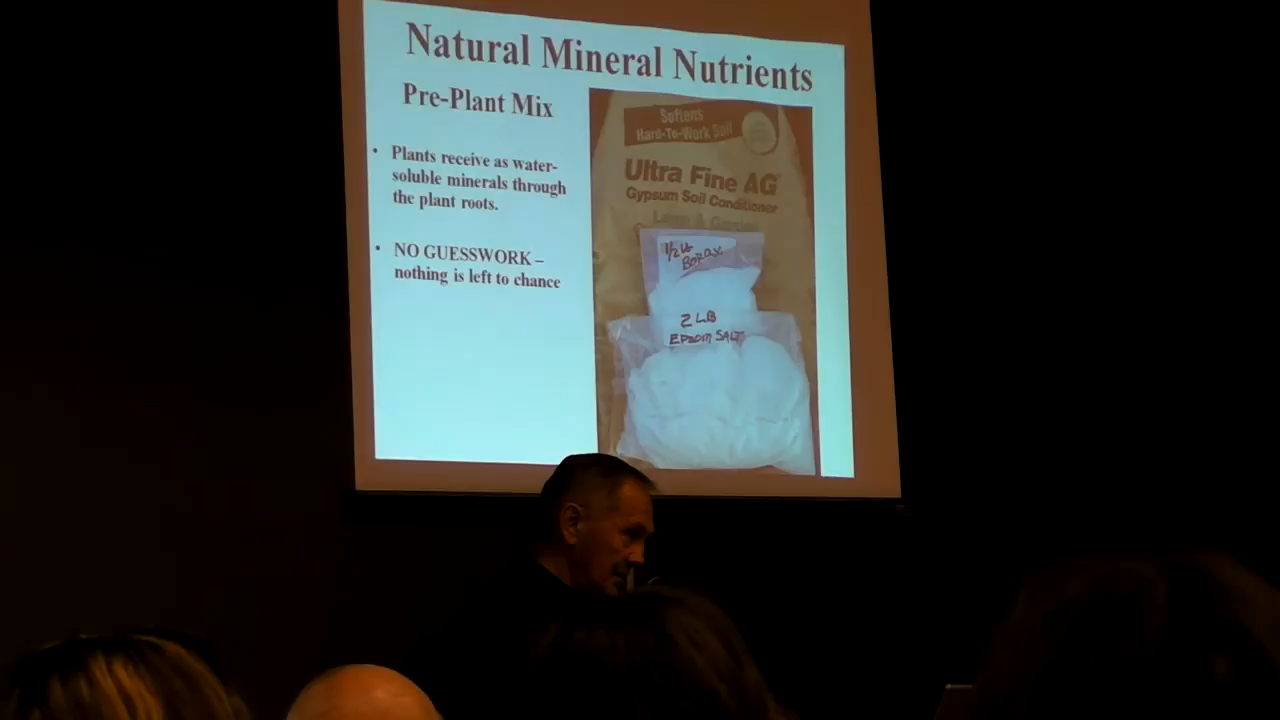 Natural Mineral Nutrients
Pre-Plant Mix
• Plants receive as water-
soluble minerals through
the plant roots.
• NO GUESSWORK –
nothing is left to chance
Softens
Hard-To-Work Soil
Ultra Fine AG
Gypsum Soil Conditioner
Lawn & Garden
1/2 LB
BORAX
2 LB
EPSOM SALT